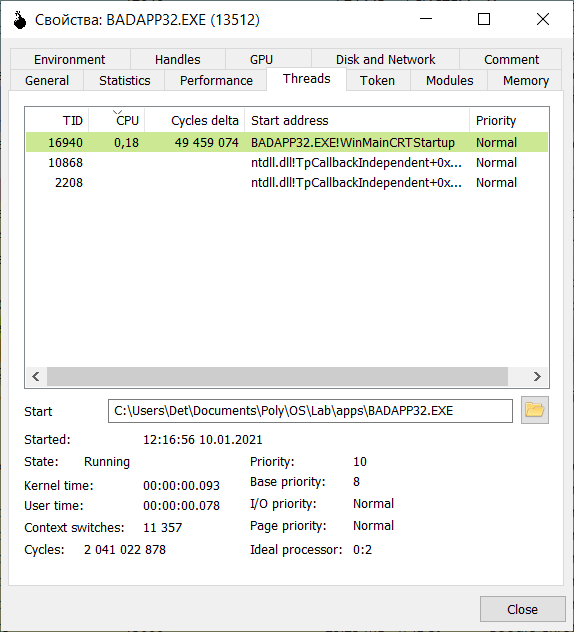 Свойства: BADAPP32.EXE (13512)
Environment Handles GPU Disk and Network Comment
General Statistics Performance Threads Token Modules Memory
TID CPU Cycles delta Start address Priority
16940 0,18 49 459 074 BADAPP32.EXE!WinMainCRTStartup Normal
10868 ntdll.dll!TpCallbackIndependent+0x... Normal
2208 ntdll.dll!TpCallbackIndependent+0x... Normal
Start C:\Users\Det\Documents\Poly\OS\Lab\apps\BADAPP32.EXE
Started: 12:16:56 10.01.2021
State: Running Priority: 10
Kernel time: 00:00:00.093 Base priority: 8
User time: 00:00:00.078 I/O priority: Normal
Context switches: 11 357 Page priority: Normal
Cycles: 2 041 022 878 Ideal processor: 0:2
Close